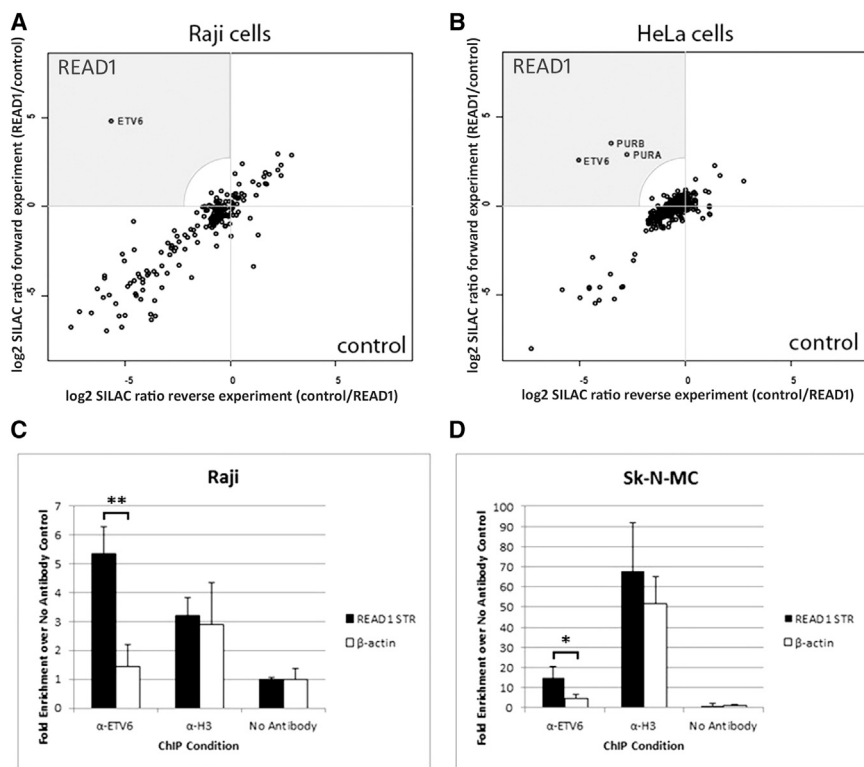 A
Raji cells
READ1
ETV6
control
5
0
-5
-5
0
5
log2 SILAC ratio forward experiment (READ1/control)
log2 SILAC ratio reverse experiment (control/READ1)
B
HeLa cells
READ1
PURB
PURA
ETV6
control
5
0
-5
-5
0
5
log2 SILAC ratio forward experiment (READ1/control)
log2 SILAC ratio reverse experiment (control/READ1)
C
Raji
Fold Enrichment over No Antibody Control
7
6
5
4
3
2
1
0
**
α-ETV6
α-H3
No Antibody
ChIP Condition
READ1 STR
β-actin
D
Sk-N-MC
Fold Enrichment over No Antibody Control
100
90
80
70
60
50
40
30
20
10
0
*
α-ETV6
α-H3
No Antibody
ChIP Condition
READ1 STR
β-actin